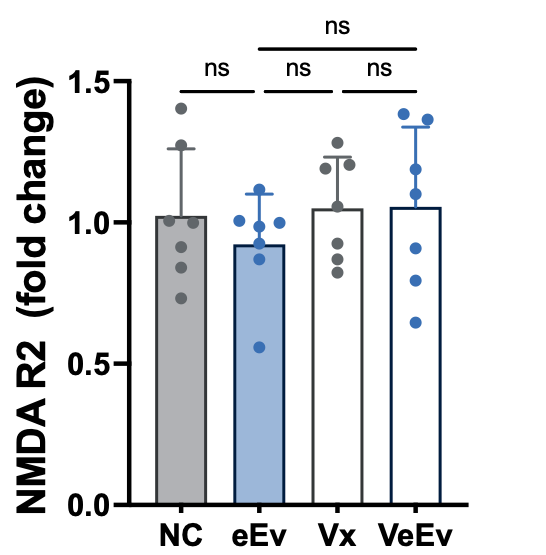 ns
ns ns ns
NMDA R2 (fold change)
1.5
1.0
0.5
0.0
NC eEv Vx VeEv